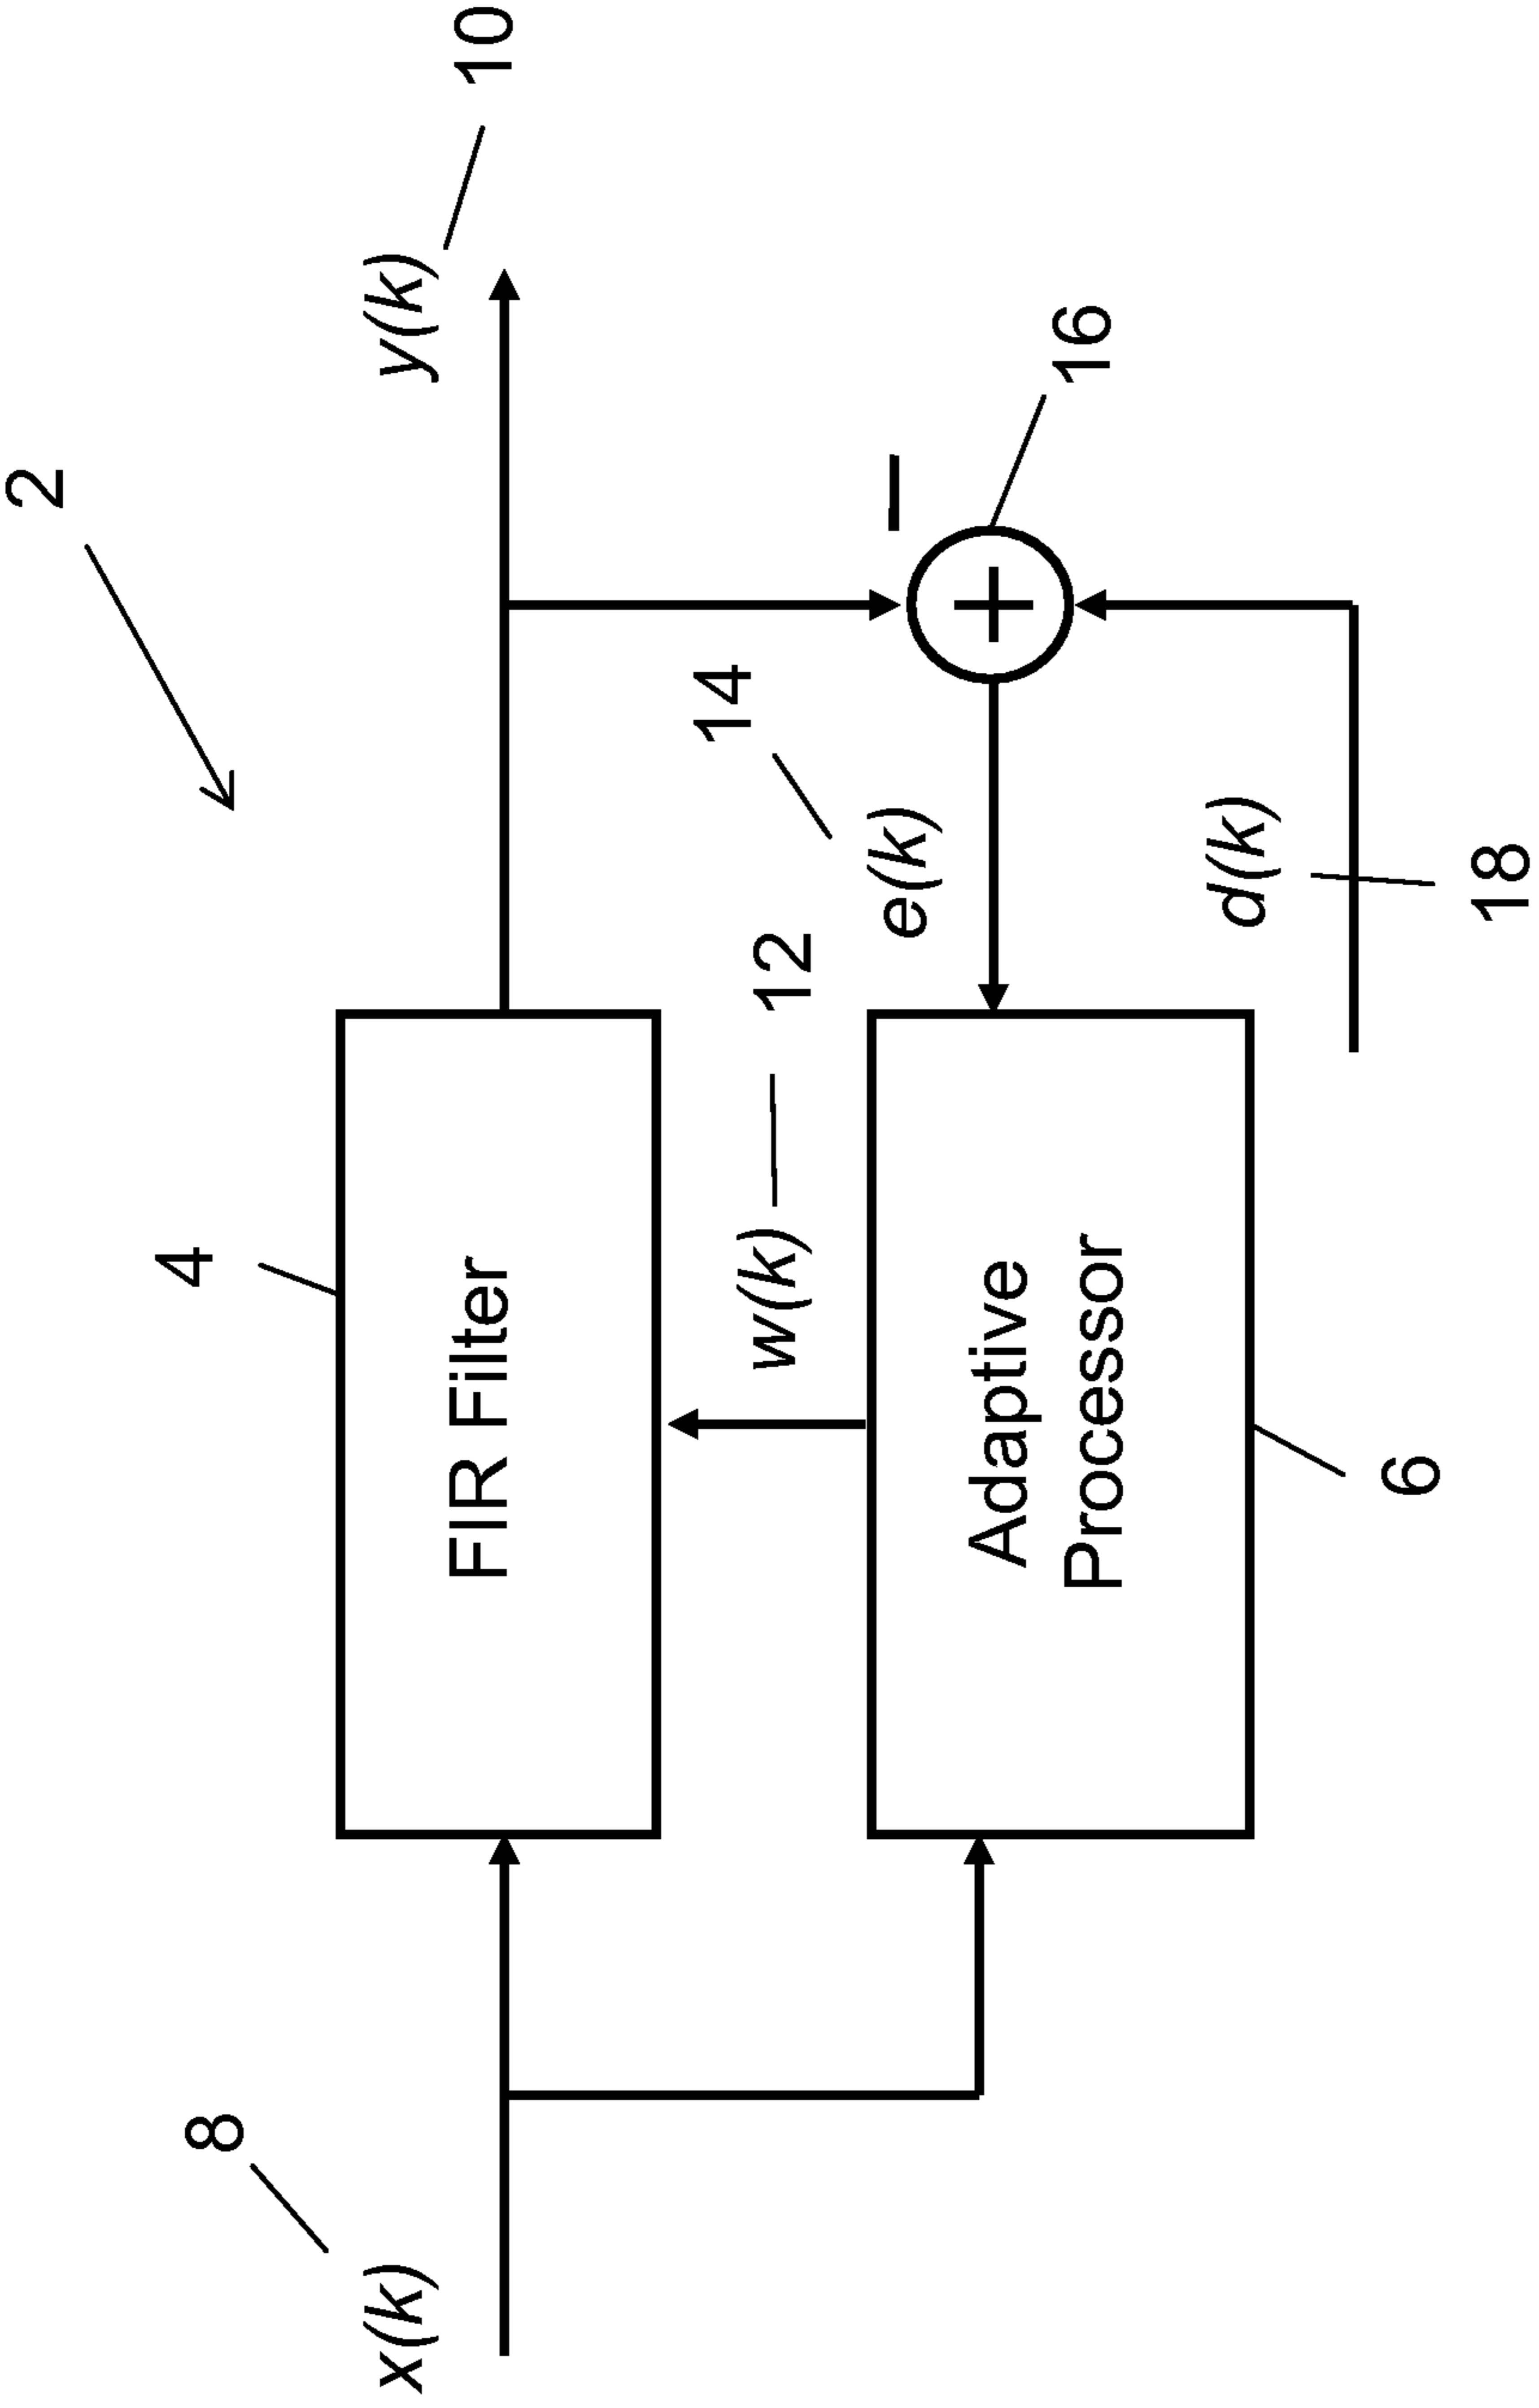 2
4
8
x(k)
FIR Filter
y(k)
10
w(k)
12
14
e(k)
16
+
−
Adaptive
Processor
d(k)
6
18